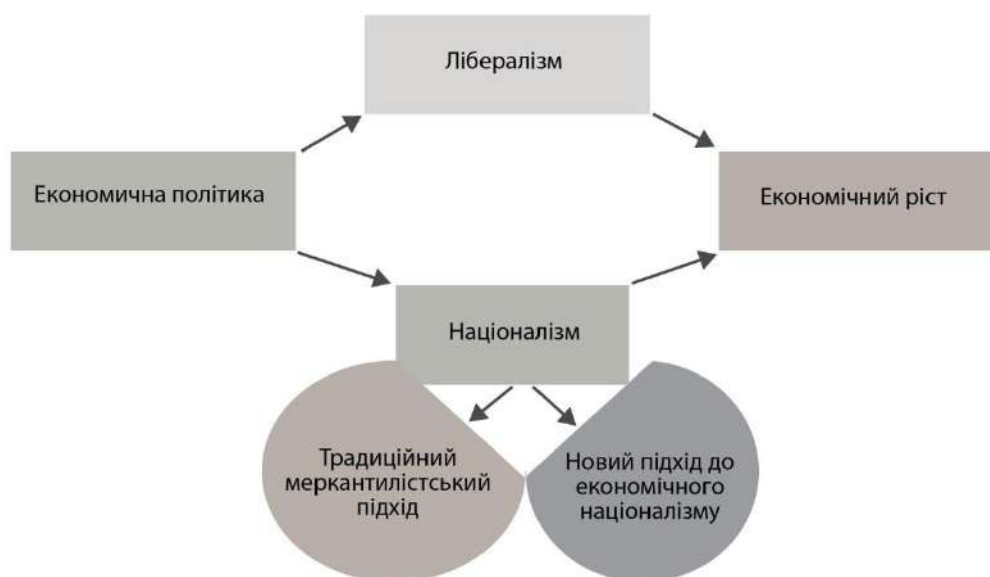 Лібералізм
Економична політика
Економічний ріст
Націоналізм
Традиційний
меркантилістський
підхід
Новий підхід до
економічного
націоналізму